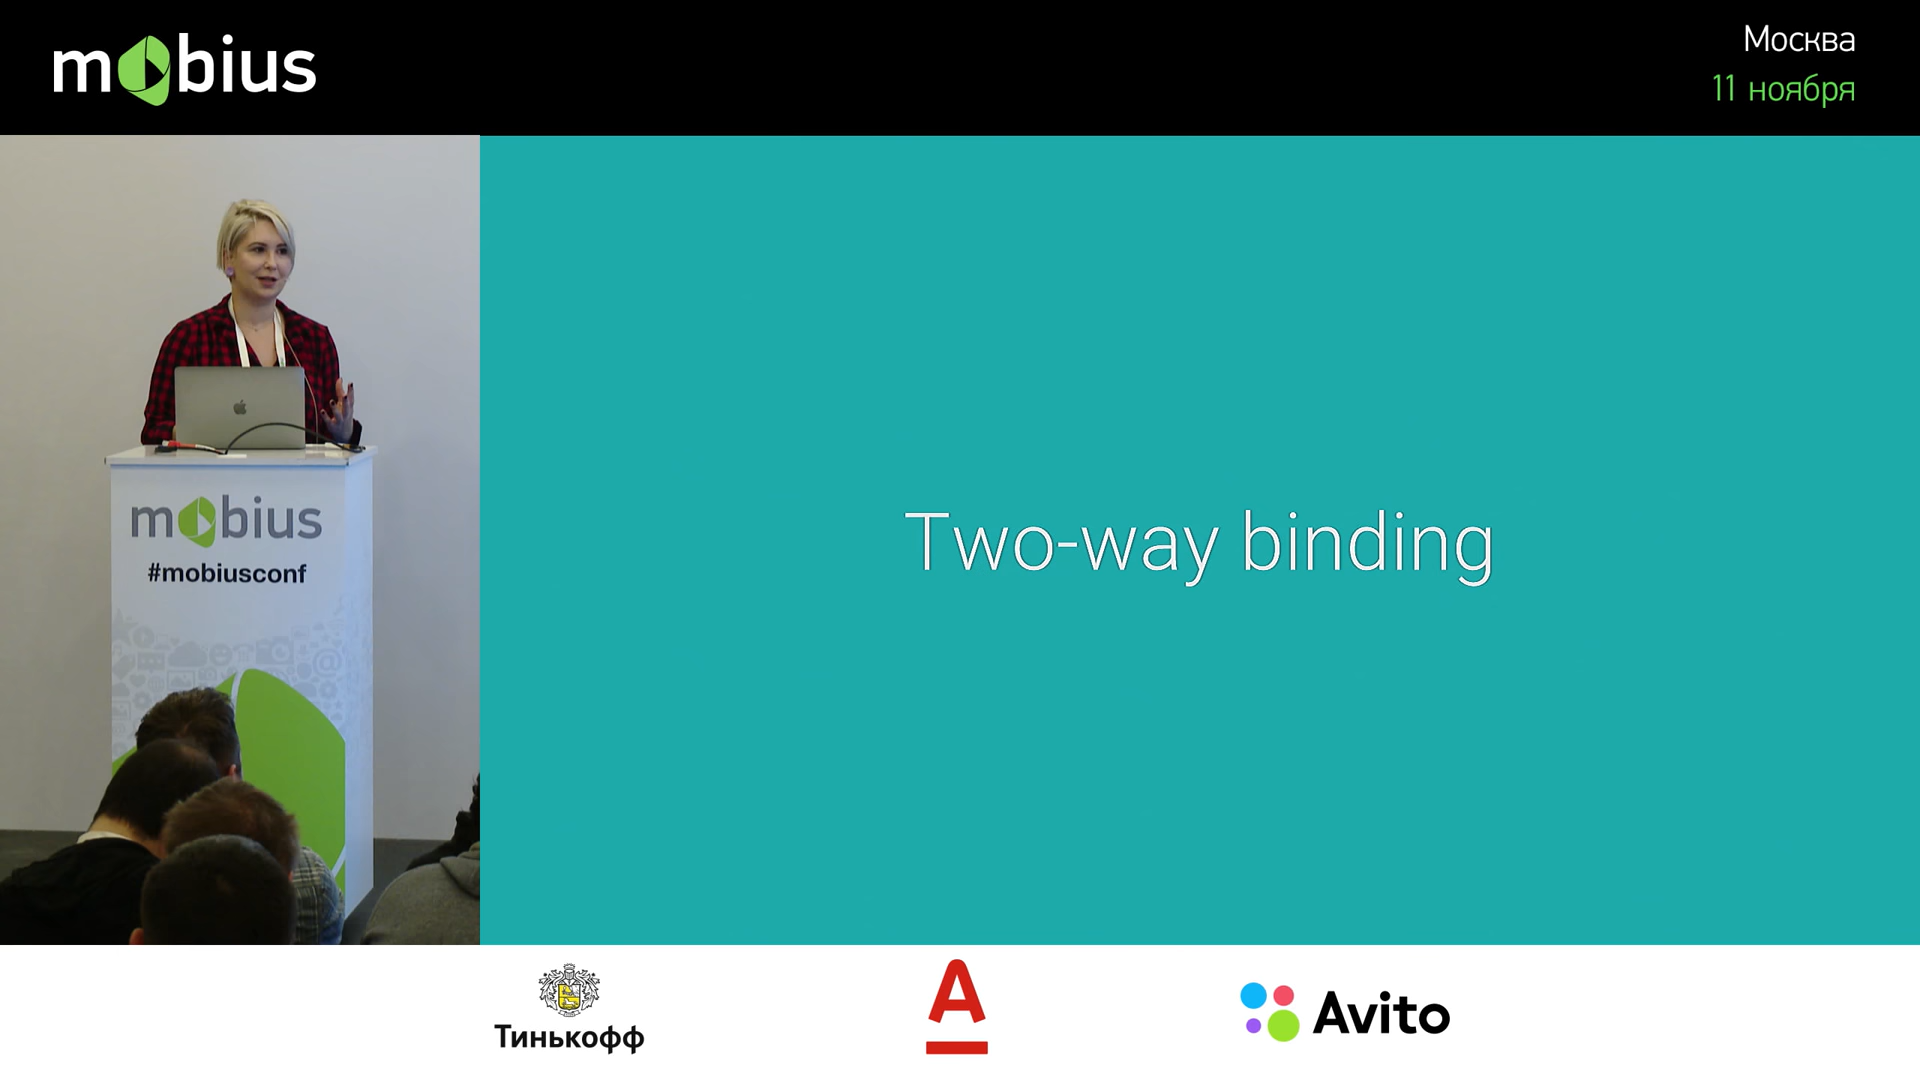 mobius
Москва
11 ноября
mobius
#mobiusconf
Two-way binding
Тинькофф
А
Avito